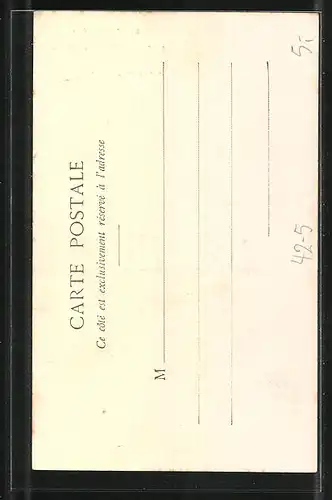 CARTE POSTALE
Ce côté est exclusivement réservé à l'adresse
M
42-5
5,-